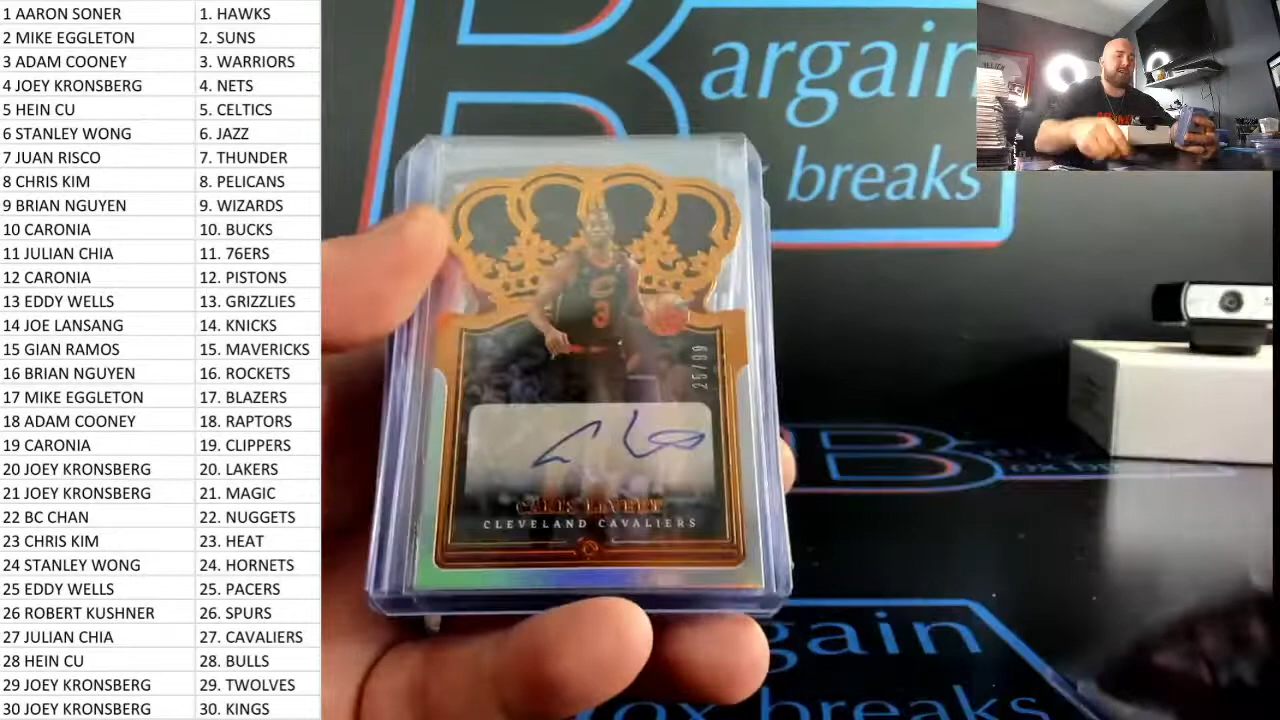 1 AARON SONER 1. HAWKS
2 MIKE EGGLETON 2. SUNS
3 ADAM COONEY 3. WARRIORS
4 JOEY KRONSBERG 4. NETS
5 HEIN CU 5. CELTICS
6 STANLEY WONG 6. JAZZ
7 JUAN RISCO 7. THUNDER
8 CHRIS KIM 8. PELICANS
9 BRIAN NGUYEN 9. WIZARDS
10 CARONIA 10. BUCKS
11 JULIAN CHIA 11. 76ERS
12 CARONIA 12. PISTONS
13 EDDY WELLS 13. GRIZZLIES
14 JOE LANSANG 14. KNICKS
15 GIAN RAMOS 15. MAVERICKS
16 BRIAN NGUYEN 16. ROCKETS
17 MIKE EGGLETON 17. BLAZERS
18 ADAM COONEY 18. RAPTORS
19 CARONIA 19. CLIPPERS
20 JOEY KRONSBERG 20. LAKERS
21 JOEY KRONSBERG 21. MAGIC
22 BC CHAN 22. NUGGETS
23 CHRIS KIM 23. HEAT
24 STANLEY WONG 24. HORNETS
25 EDDY WELLS 25. PACERS
26 ROBERT KUSHNER 26. SPURS
27 JULIAN CHIA 27. CAVALIERS
28 HEIN CU 28. BULLS
29 JOEY KRONSBERG 29. TWOLVES
30 JOEY KRONSBERG 30. KINGS
Bargain
breaks
C
3
25/99
CLEVELAND CAVALIERS
B
gain
ox breaks